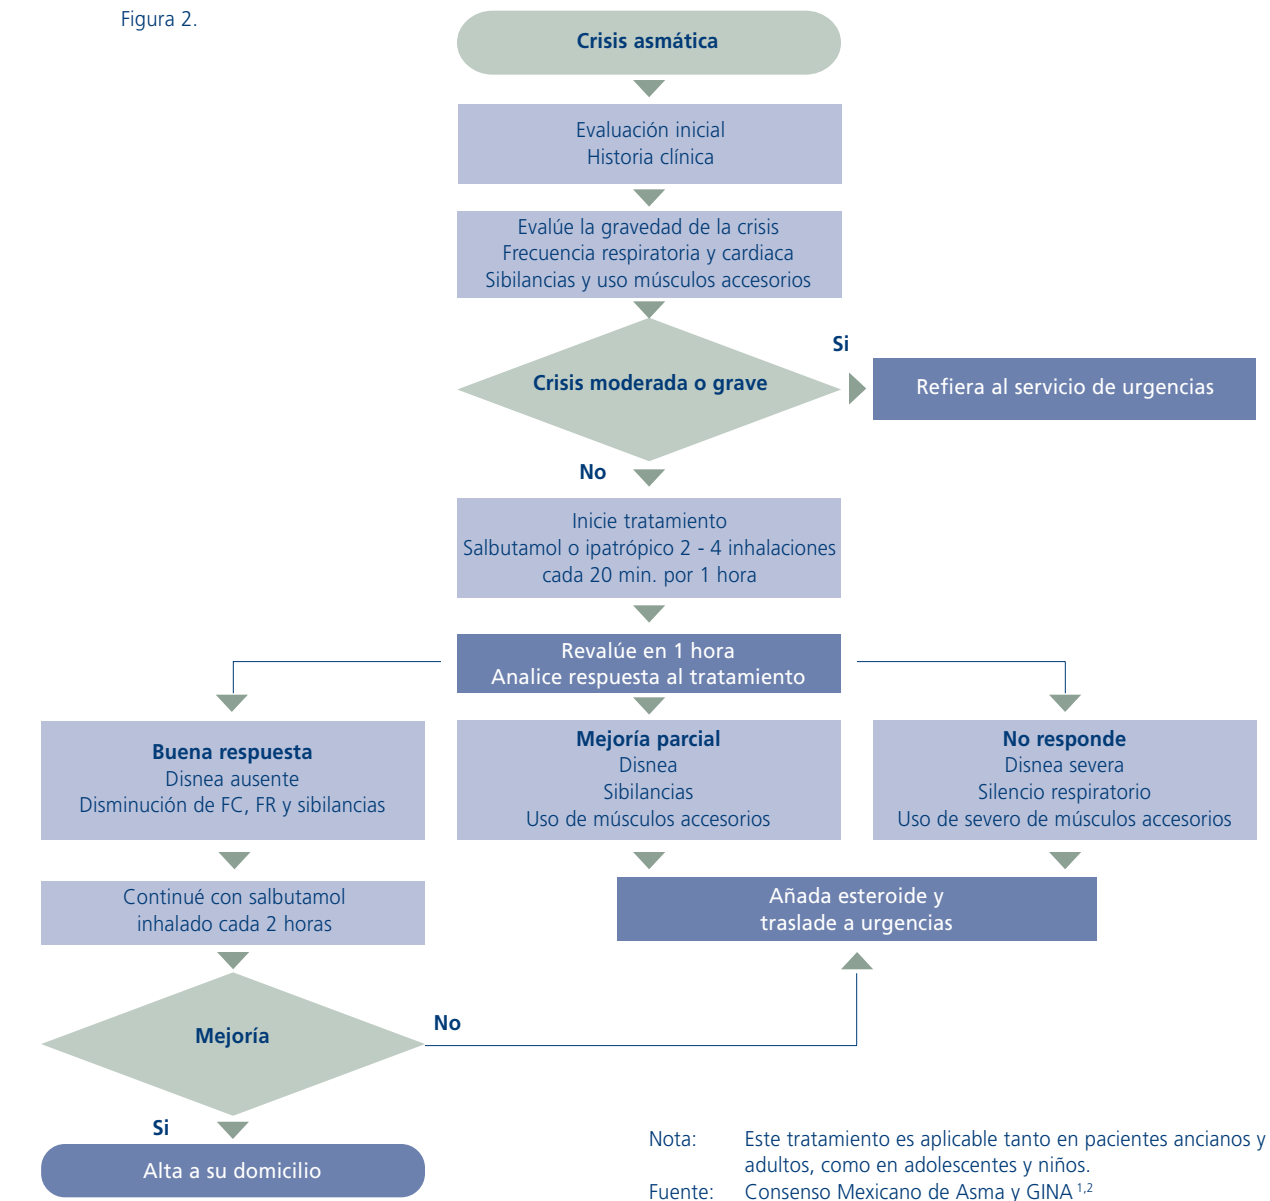 Figura 2.
Crisis asmática
Evaluación inicial
Historia clínica
Evalúe la gravedad de la crisis
Frecuencia respiratoria y cardiaca
Sibilancias y uso músculos accesorios
Crisis moderada o grave
Si
Refiera al servicio de urgencias
No
Inicie tratamiento
Salbutamol o ipatrópico 2 - 4 inhalaciones
cada 20 min. por 1 hora
Revalúe en 1 hora
Analice respuesta al tratamiento
Buena respuesta
Disnea ausente
Disminución de FC, FR y sibilancias
Mejoría parcial
Disnea
Sibilancias
Uso de músculos accesorios
No responde
Disnea severa
Silencio respiratorio
Uso de severo de músculos accesorios
Continué con salbutamol
inhalado cada 2 horas
Añada esteroide y
traslade a urgencias
Mejoría
No
Si
Alta a su domicilio
Nota: Este tratamiento es aplicable tanto en pacientes ancianos y
adultos, como en adolescentes y niños.
Fuente: Consenso Mexicano de Asma y GINA 1,2